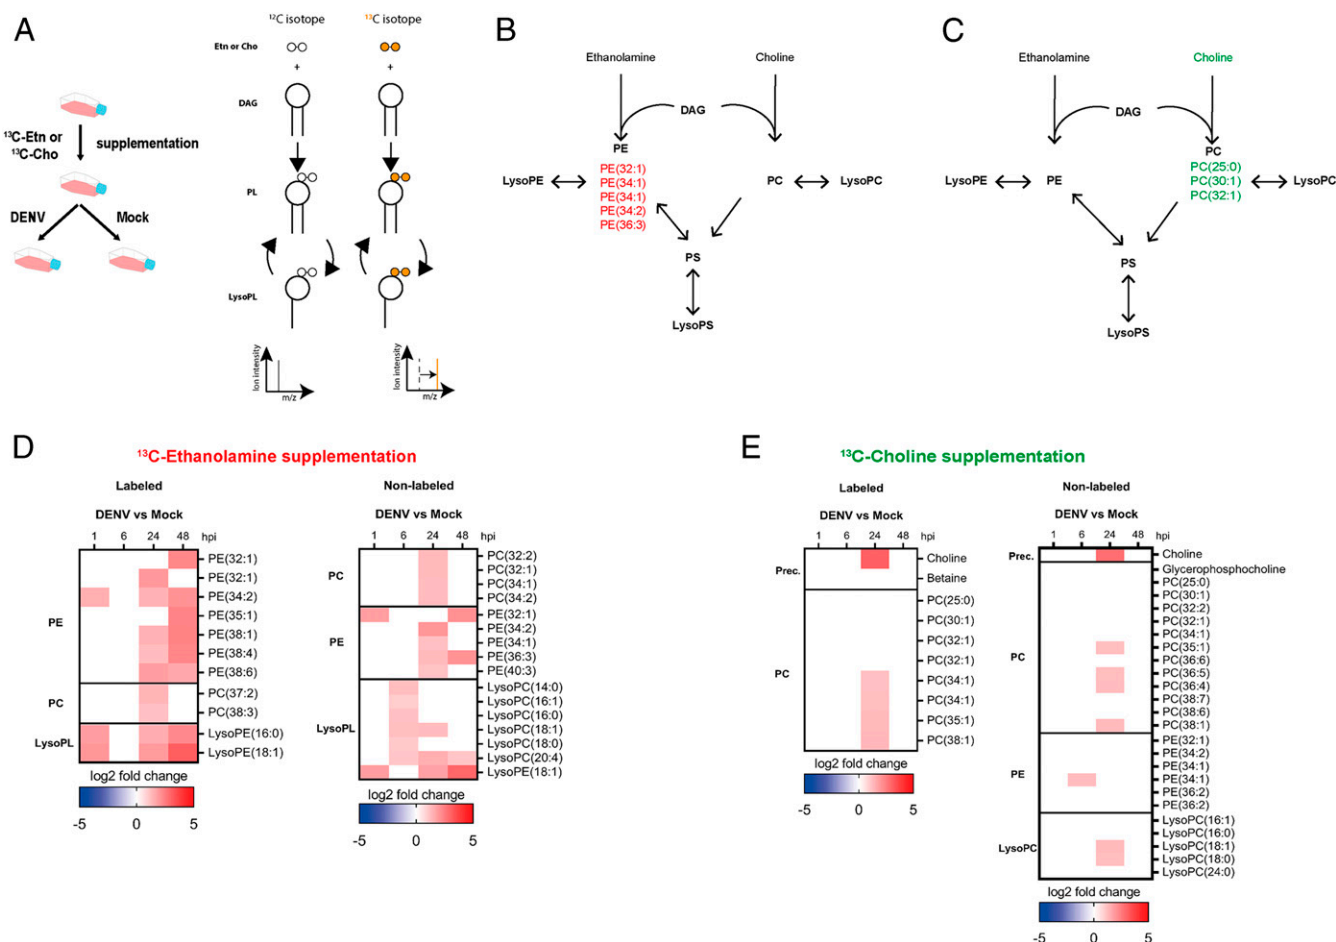 A
¹²C isotope
¹³C isotope
Etn or Cho
+
+
DAG
PL
LysoPL
Ion intensity
m/z
Ion intensity
m/z
¹³C-Etn or
¹³C-Cho
supplementation
DENV
Mock
B
Ethanolamine
Choline
DAG
PE
PE(32:1)
PE(34:1)
PE(34:1)
PE(34:2)
PE(36:3)
LysoPE
PC
LysoPC
PS
LysoPS
C
Ethanolamine
Choline
DAG
PC
PC(25:0)
PC(30:1)
PC(32:1)
LysoPE
PE
LysoPC
PS
LysoPS
D
¹³C-Ethanolamine supplementation
Labeled
DENV vs Mock
1 6 24 48 hpi
PE
PE(32:1)
PE(32:1)
PE(34:2)
PE(35:1)
PE(38:1)
PE(38:4)
PE(38:6)
PC
PC(37:2)
PC(38:3)
LysoPL
LysoPE(16:0)
LysoPE(18:1)
log2 fold change
-5 0 5
Non-labeled
DENV vs Mock
1 6 24 48 hpi
PC
PC(32:2)
PC(32:1)
PC(34:1)
PC(34:2)
PE
PE(32:1)
PE(34:2)
PE(34:1)
PE(36:3)
PE(40:3)
LysoPL
LysoPC(14:0)
LysoPC(16:1)
LysoPC(16:0)
LysoPC(18:1)
LysoPC(18:0)
LysoPC(20:4)
LysoPE(18:1)
log2 fold change
-5 0 5
E
¹³C-Choline supplementation
Labeled
DENV vs Mock
1 6 24 48 hpi
Prec.
Choline
Betaine
PC
PC(25:0)
PC(30:1)
PC(32:1)
PC(32:1)
PC(34:1)
PC(34:1)
PC(35:1)
PC(38:1)
log2 fold change
-5 0 5
Non-labeled
DENV vs Mock
1 6 24 48 hpi
Prec.
Choline
Glycerophosphocholine
PC
PC(25:0)
PC(30:1)
PC(32:2)
PC(32:1)
PC(34:1)
PC(35:1)
PC(36:6)
PC(36:5)
PC(36:4)
PC(38:7)
PC(38:6)
PC(38:1)
PE
PE(32:1)
PE(34:2)
PE(34:1)
PE(34:1)
PE(36:2)
PE(36:2)
LysoPC
LysoPC(16:1)
LysoPC(16:0)
LysoPC(18:1)
LysoPC(18:0)
LysoPC(24:0)
log2 fold change
-5 0 5